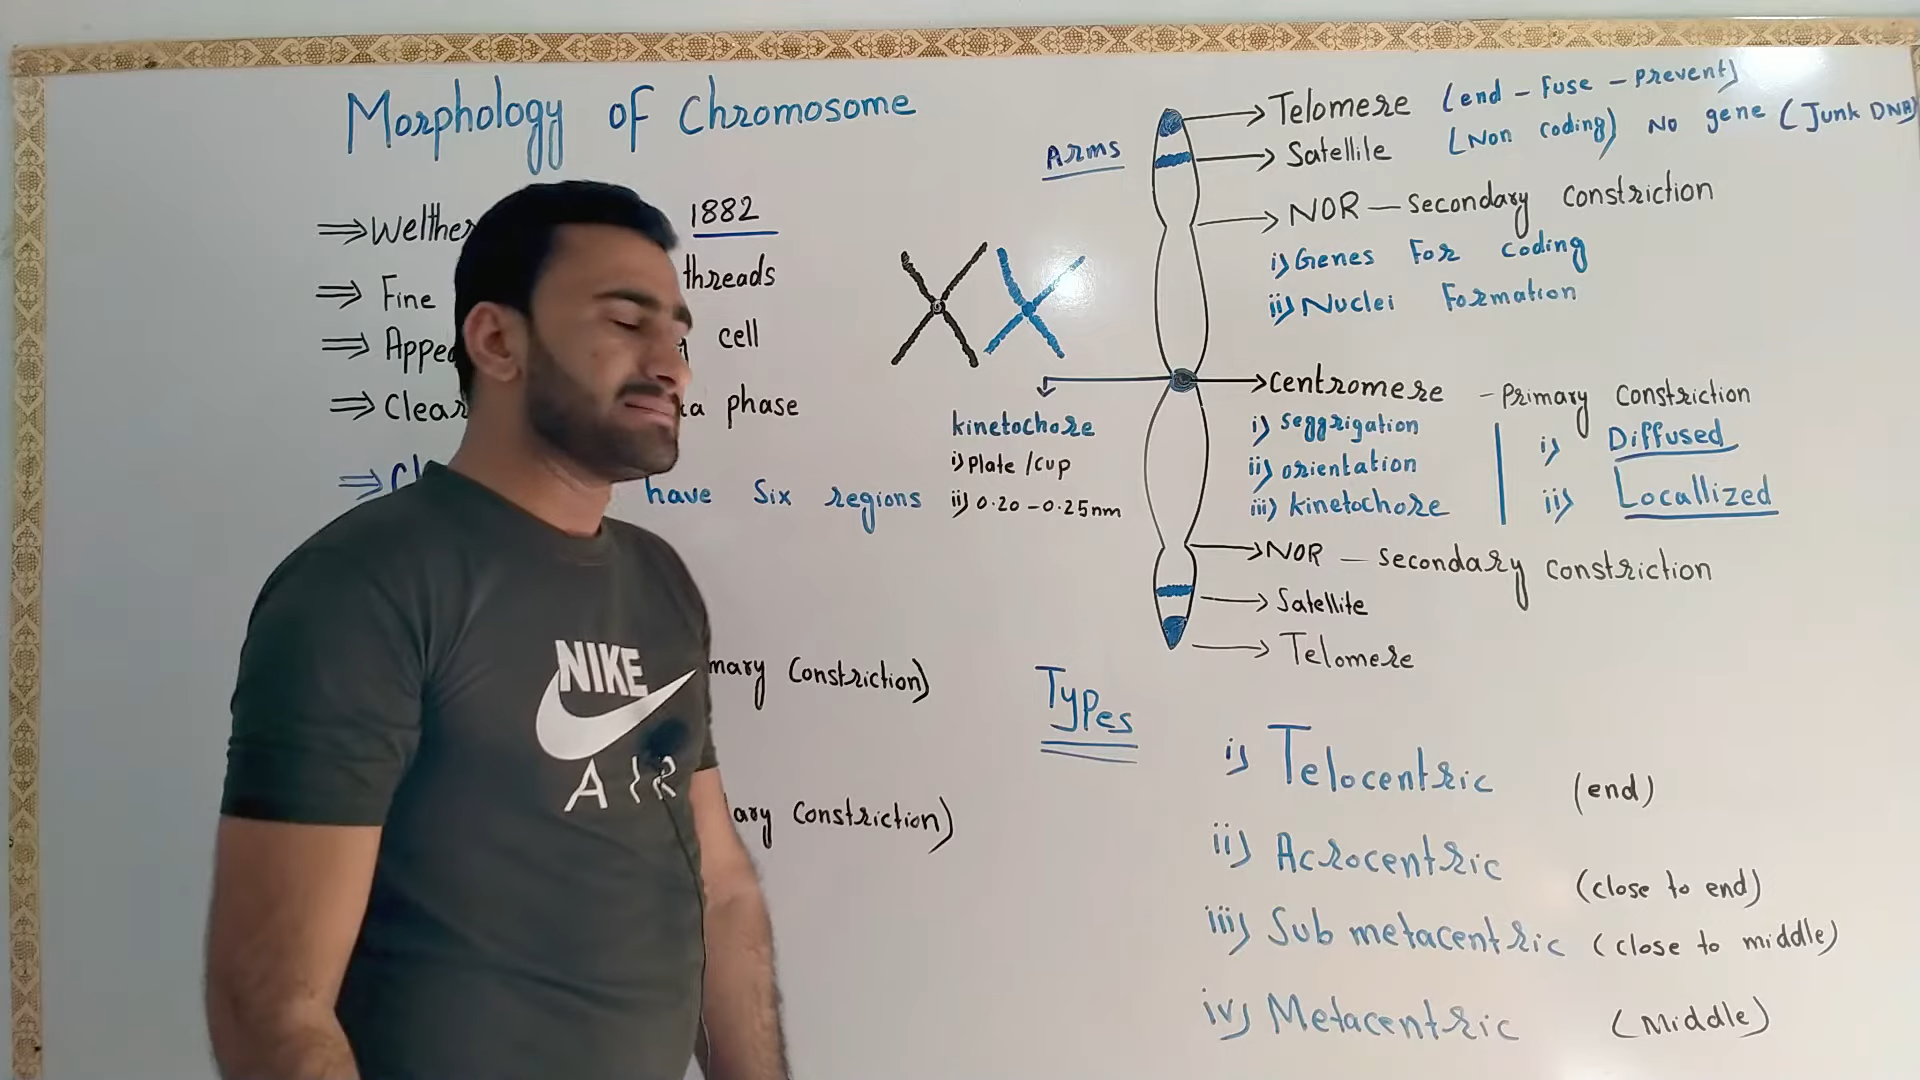 Morphology of Chromosome
⇒ Welther 1882
⇒ Fine threads
⇒ Appea cell
⇒ Clear phase
⇒ have Six regions
mary Constriction)
ary Constriction)
NIKE
AIR
Arms
→ Telomere (end - Fuse - Prevent)
(Non coding) No gene (Junk DNA)
→ Satellile
→ NOR — Secondary Constriction
i) Genes For coding
ii) Nuclei Formation
→ Centromere - Primary Constriction
i) Seggrigation
ii) orientation
iii) kinetochore
i) Diffused
ii) Locallized
kinetochore
i) Plate / Cup
ii) 0.20 - 0.25nm
→ NOR — Secondary Constriction
→ Satellite
→ Telomere
Types
i) Telocentric (end)
ii) Acrocentric (close to end)
iii) Sub metacentric (close to middle)
iv) Metacentric (Middle)